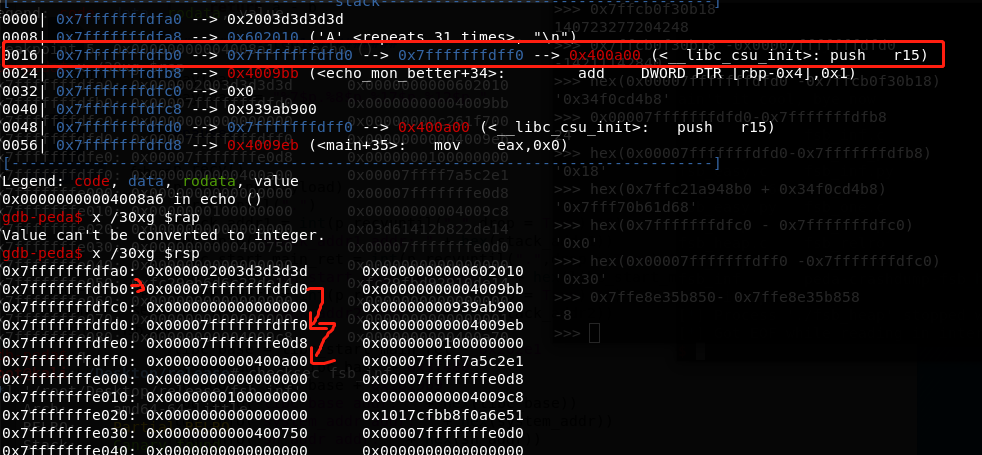 [------------------------------------stack-------------------------------------]
0000| 0x7fffffffdfa0 --> 0x2003d3d3d3d
0008| 0x7fffffffdfa8 --> 0x602010 ('A' <repeats 31 times>, "\n")
0016| 0x7fffffffdfb0 --> 0x7fffffffdfd0 --> 0x7fffffffdff0 --> 0x400a00 (<__libc_csu_init>: push   r15)
0024| 0x7fffffffdfb8 --> 0x4009bb (<echo_mon_better+34>:        add    DWORD PTR [rbp-0x4],0x1)
0032| 0x7fffffffdfc0 --> 0x0
0040| 0x7fffffffdfc8 --> 0x939ab900
0048| 0x7fffffffdfd0 --> 0x7fffffffdff0 --> 0x400a00 (<__libc_csu_init>:   push   r15)
0056| 0x7fffffffdfd8 --> 0x4009eb (<main+35>:   mov    eax,0x0)
Legend: code, data, rodata, value
0x00000000004008a6 in echo ()
gdb-peda$ x /30xg $rap
Value can't be converted to integer.
gdb-peda$ x /30xg $rsp
0x7fffffffdfa0: 0x000002003d3d3d3d      0x0000000000602010
0x7fffffffdfb0: 0x00007fffffffdfd0      0x00000000004009bb
0x7fffffffdfc0: 0x0000000000000000      0x00000000939ab900
0x7fffffffdfd0: 0x00007fffffffdff0      0x00000000004009eb
0x7fffffffdfe0: 0x00007fffffffe0d8      0x0000000100000000
0x7fffffffdff0: 0x0000000000400a00      0x00007ffff7a5c2e1
0x7fffffffe000: 0x0000000000000000      0x00007fffffffe0d8
0x7fffffffe010: 0x0000000100000000      0x00000000004009c8
0x7fffffffe020: 0x0000000000000000      0x1017cfbb8f0a6e51
0x7fffffffe030: 0x0000000000400750      0x00007fffffffe0d0
0x7fffffffe040: 0x0000000000000000      0x0000000000000000
>>> 0x7ffcb0f30b18
140723277204248
'0x34f0cd4b8'
>>> 0x00007fffffffdfd0-0x7fffffffdfb8
>>> hex(0x00007fffffffdfd0-0x7fffffffdfb8)
'0x18'
>>> hex(0x7ffc21a948b0 + 0x34f0cd4b8)
'0x7fff70b61d68'
>>> hex(0x7fffffffdfc0 - 0x7fffffffdfc0)
'0x0'
>>> hex(0x00007fffffffdff0 -0x7fffffffdfc0)
'0x30'
>>> 0x7ffe8e35b850- 0x7ffe8e35b858
-8
>>>